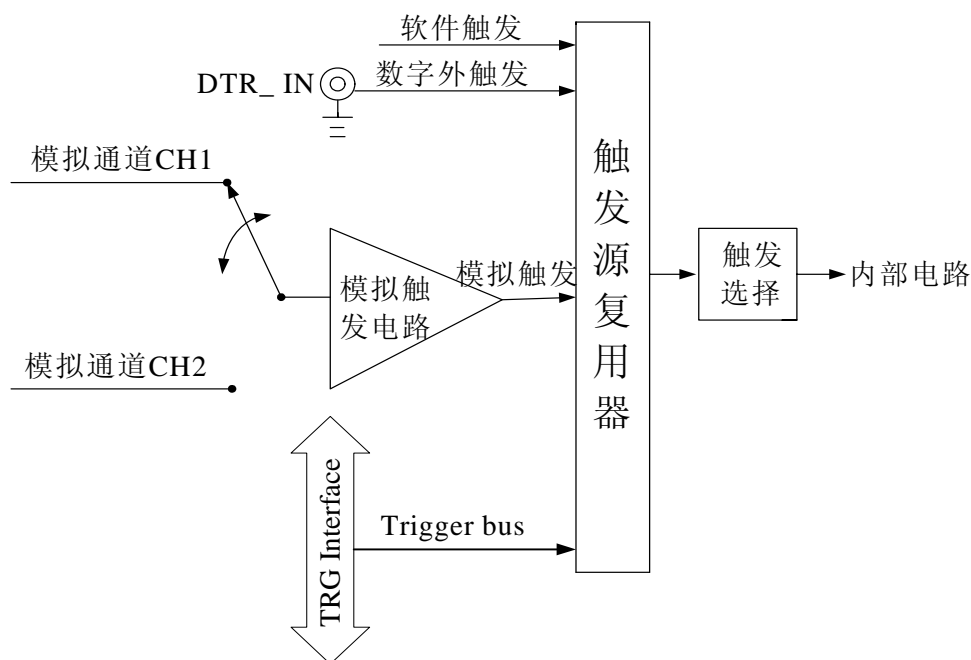 软件触发
DTR_ IN
数字外触发
模拟通道CH1
模拟触
发电路
模拟触发
模拟通道CH2
触发源复用器
触发
选择
内部电路
TRG Interface
Trigger bus